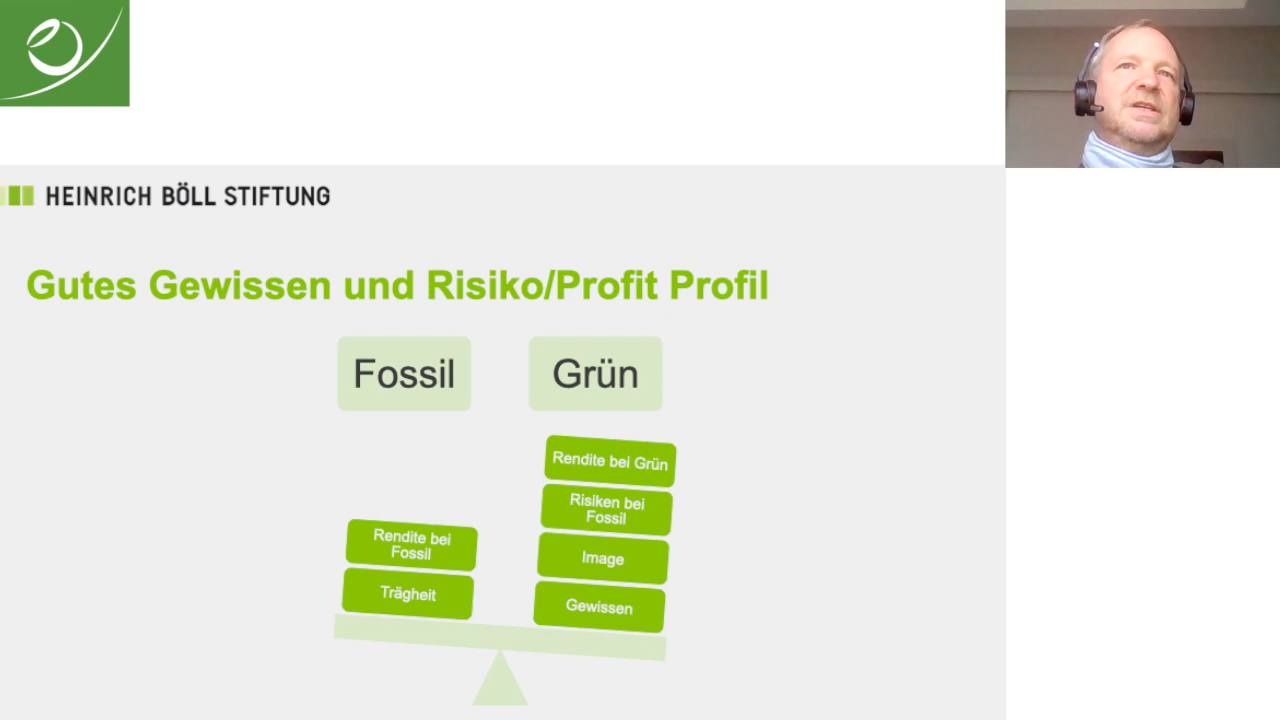 HEINRICH BÖLL STIFTUNG
Gutes Gewissen und Risiko/Profit Profil
Fossil
Grün
Rendite bei
Fossil
Trägheit
Rendite bei Grün
Risiken bei
Fossil
Image
Gewissen